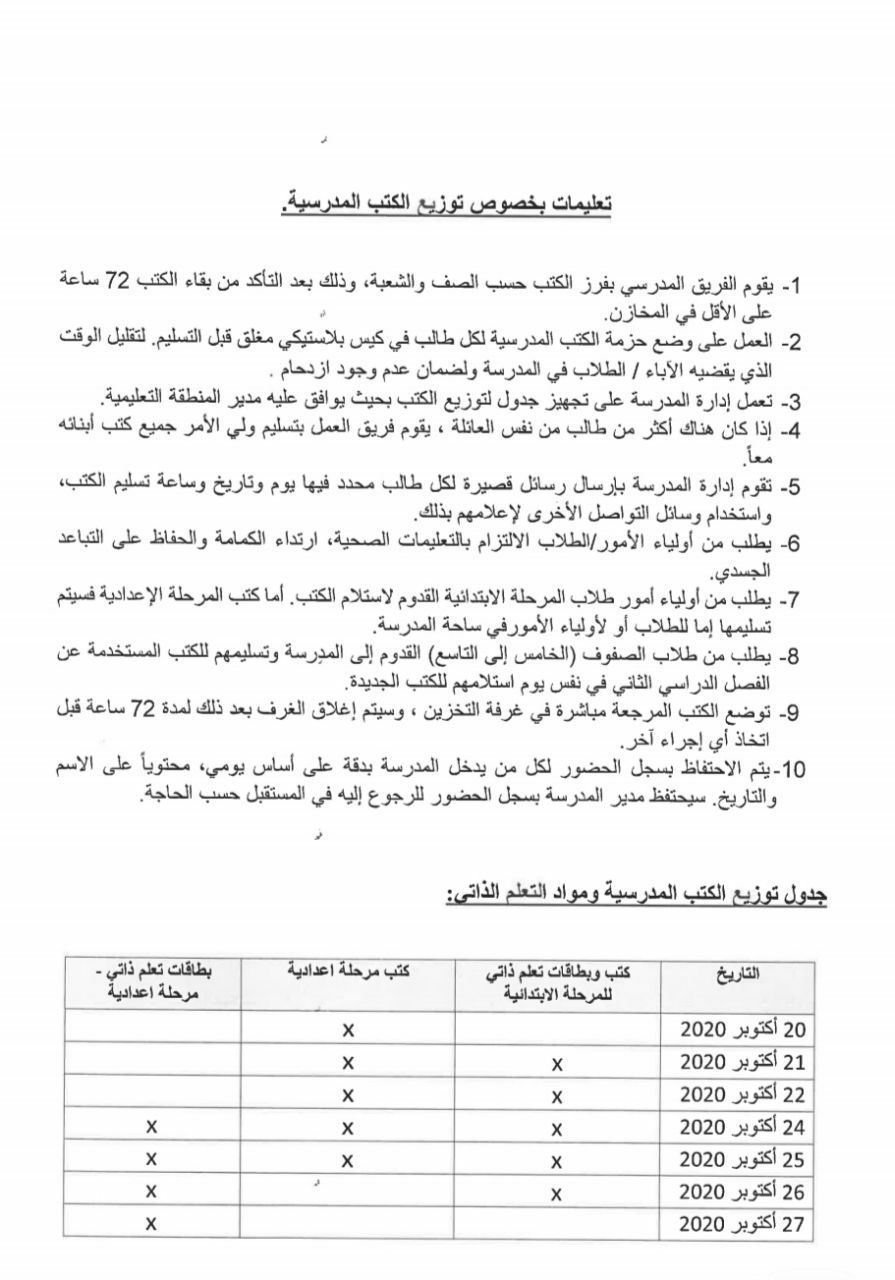 تعليمات بخصوص توزيع الكتب المدرسية.
1- يقوم الفريق المدرسي بفرز الكتب حسب الصف والشعبة، وذلك بعد التأكد من بقاء الكتب 72 ساعة
على الأقل في المخازن.
2- العمل على وضع حزمة الكتب المدرسية لكل طالب في كيس بلاستيكي مغلق قبل التسليم. لتقليل الوقت
الذي يقضيه الآباء / الطلاب في المدرسة ولضمان عدم وجود ازدحام .
3- تعمل إدارة المدرسة على تجهيز جدول لتوزيع الكتب بحيث يوافق عليه مدير المنطقة التعليمية.
4- إذا كان هناك أكثر من طالب من نفس العائلة ، يقوم فريق العمل بتسليم ولي الأمر جميع كتب أبنائه
معاً.
5- تقوم إدارة المدرسة بإرسال رسائل قصيرة لكل طالب محدد فيها يوم وتاريخ وساعة تسليم الكتب،
واستخدام وسائل التواصل الأخرى لإعلامهم بذلك.
6- يطلب من أولياء الأمور/الطلاب الالتزام بالتعليمات الصحية، ارتداء الكمامة والحفاظ على التباعد
الجسدي.
7- يطلب من أولياء أمور طلاب المرحلة الابتدائية القدوم لاستلام الكتب. أما كتب المرحلة الإعدادية فسيتم
تسليمها إما للطلاب أو لأولياء الأمورفي ساحة المدرسة.
8- يطلب من طلاب الصفوف (الخامس إلى التاسع) القدوم إلى المدرسة وتسليمهم للكتب المستخدمة عن
الفصل الدراسي الثاني في نفس يوم استلامهم للكتب الجديدة.
9- توضع الكتب المرجعة مباشرة في غرفة التخزين ، وسيتم إغلاق الغرف بعد ذلك لمدة 72 ساعة قبل
اتخاذ أي إجراء آخر.
10- يتم الاحتفاظ بسجل الحضور لكل من يدخل المدرسة بدقة على أساس يومي، محتوياً على الاسم
والتاريخ. سيحتفظ مدير المدرسة بسجل الحضور للرجوع إليه في المستقبل حسب الحاجة.
جدول توزيع الكتب المدرسية ومواد التعلم الذاتي:
التاريخ كتب وبطاقات تعلم ذاتي كتب مرحلة اعدادية بطاقات تعلم ذاتي -
للمرحلة الابتدائية مرحلة اعدادية
20 أكتوبر 2020 X
21 أكتوبر 2020 X X
22 أكتوبر 2020 X X
24 أكتوبر 2020 X X X
25 أكتوبر 2020 X X X
26 أكتوبر 2020 X X
27 أكتوبر 2020 X